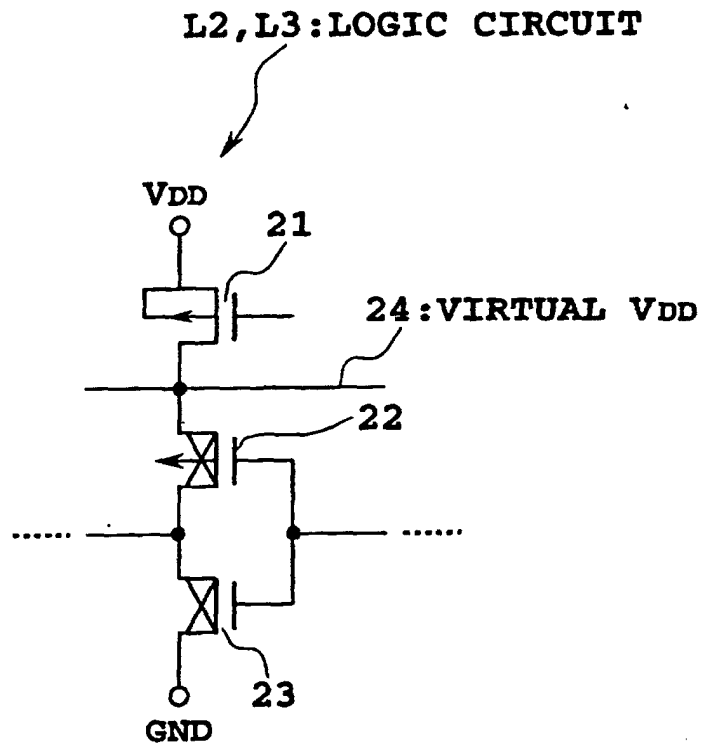 L2,L3:LOGIC CIRCUIT
VDD
21
24:VIRTUAL VDD
22
23
GND